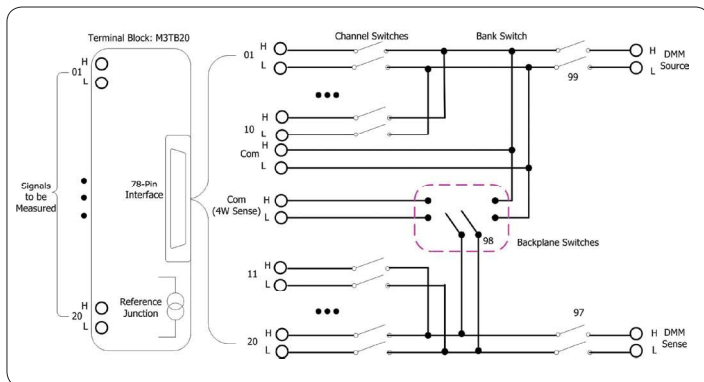 Terminal Block: M3TB20
H
01
L
Signals
to be
Measured
78-Pin
Interface
Reference
Junction
H
20
L
Channel Switches
Bank Switch
H
01
L
H
10
L
H
Com
L
Com
(4W Sense)
H
L
H
11
L
H
20
L
99
H
DMM
Source
L
98
Backplane Switches
97
H
DMM
Sense
L